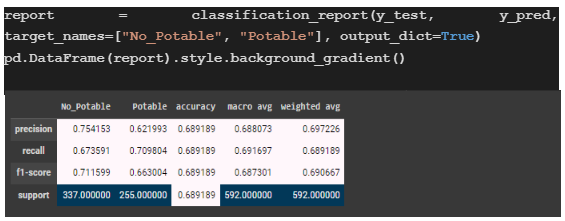 report = classification_report(y_test, y_pred,
target_names=["No_Potable", "Potable"], output_dict=True)
pd.DataFrame(report).style.background_gradient()
No_Potable Potable accuracy macro avg weighted avg
precision 0.754153 0.621993 0.689189 0.688073 0.697226
recall 0.673591 0.709804 0.689189 0.691697 0.689189
f1-score 0.711599 0.663004 0.689189 0.687301 0.690667
support 337.000000 255.000000 0.689189 592.000000 592.000000